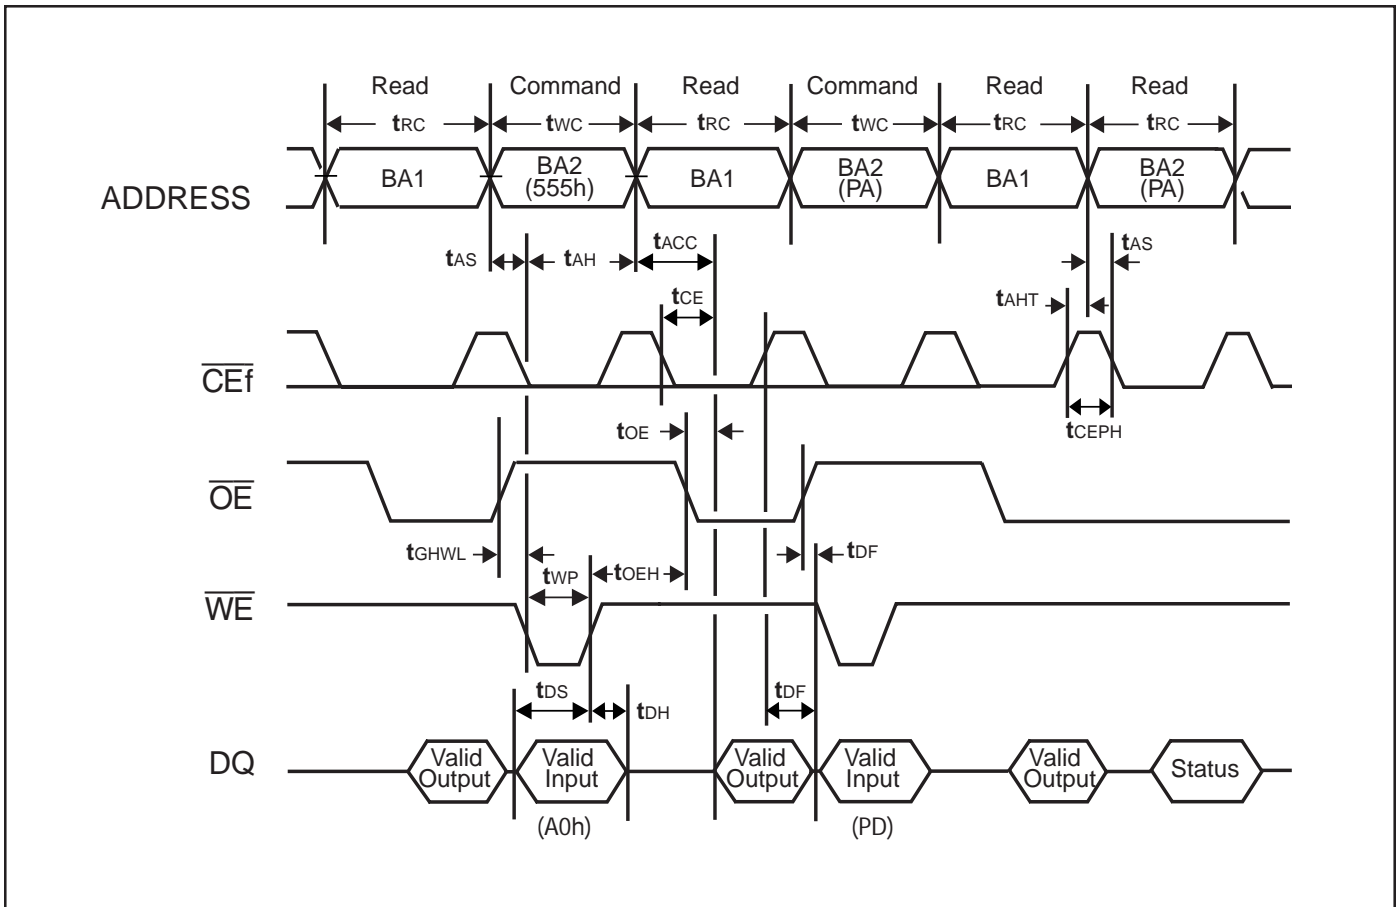 Read Command Read Command Read Read
tRC tWC tRC tWC tRC tRC
ADDRESS BA1 BA2 BA1 BA2 BA1 BA2
(555h) (PA) (PA)
tAS tAH tACC tAS
tCE tAHT
CEf
tCEPH
tOE
OE
tGHWL tWP tOEH tDF
WE
tDS tDH tDF
DQ Valid Valid Valid Valid Valid Status
Output Input Output Input Output
(A0h) (PD)